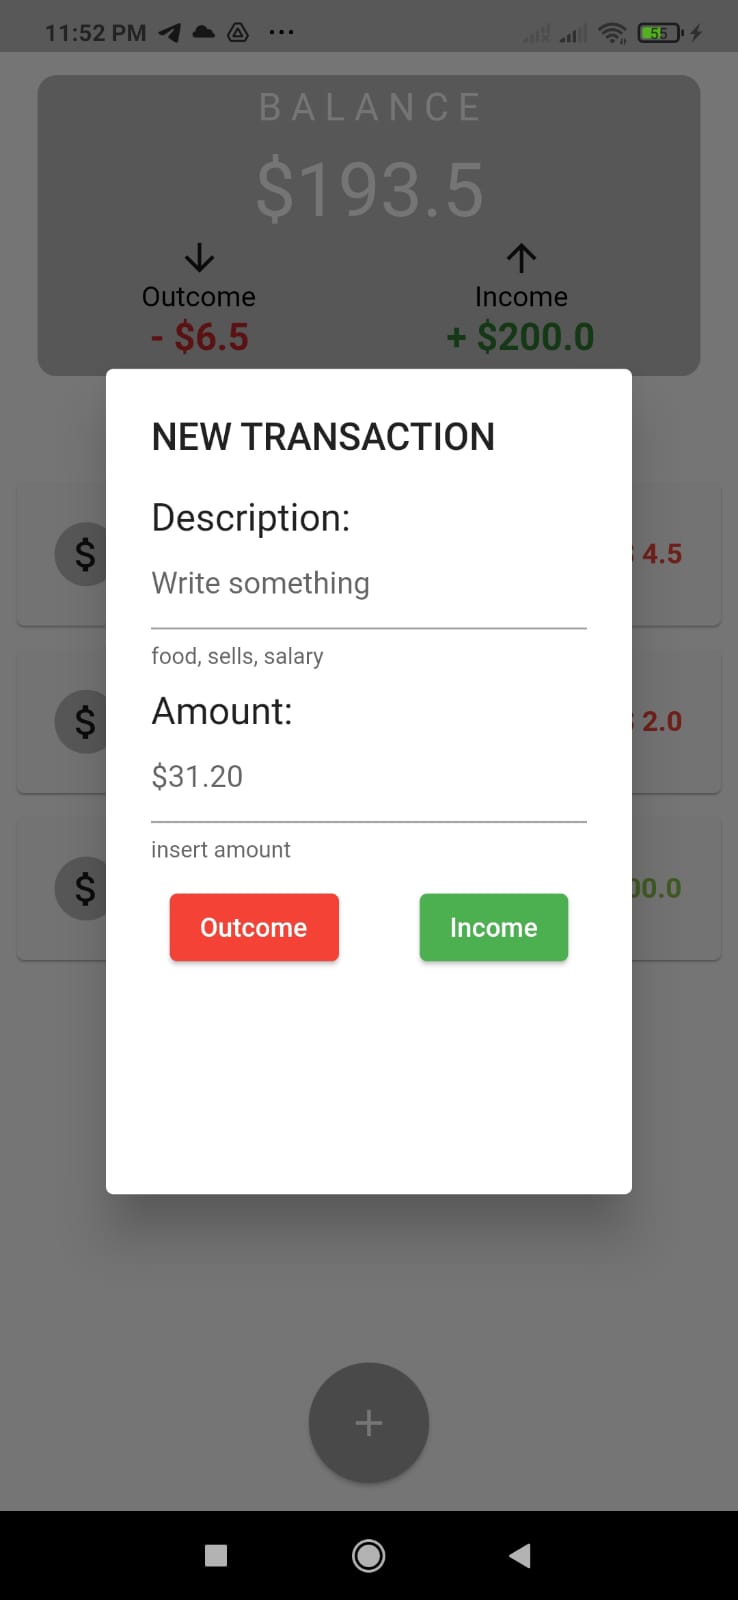 11:52 PM
55
BALANCE
$193.5
Outcome
Income
- $6.5
+ $200.0
NEW TRANSACTION
Description:
Write something
food, sells, salary
Amount:
$31.20
insert amount
Outcome
Income
$
4.5
$
2.0
$
00.0
+